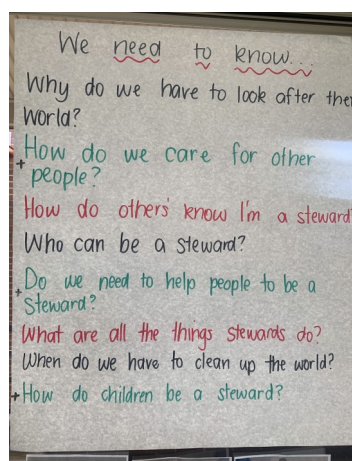 We need to know...
Why do we have to look after the
world?
+ How do we care for other
people?
How do others' know I'm a steward
Who can be a steward?
+ Do we need to help people to be a
steward?
What are all the things stewards do?
When do we have to clean up the world?
+ How do children be a steward?